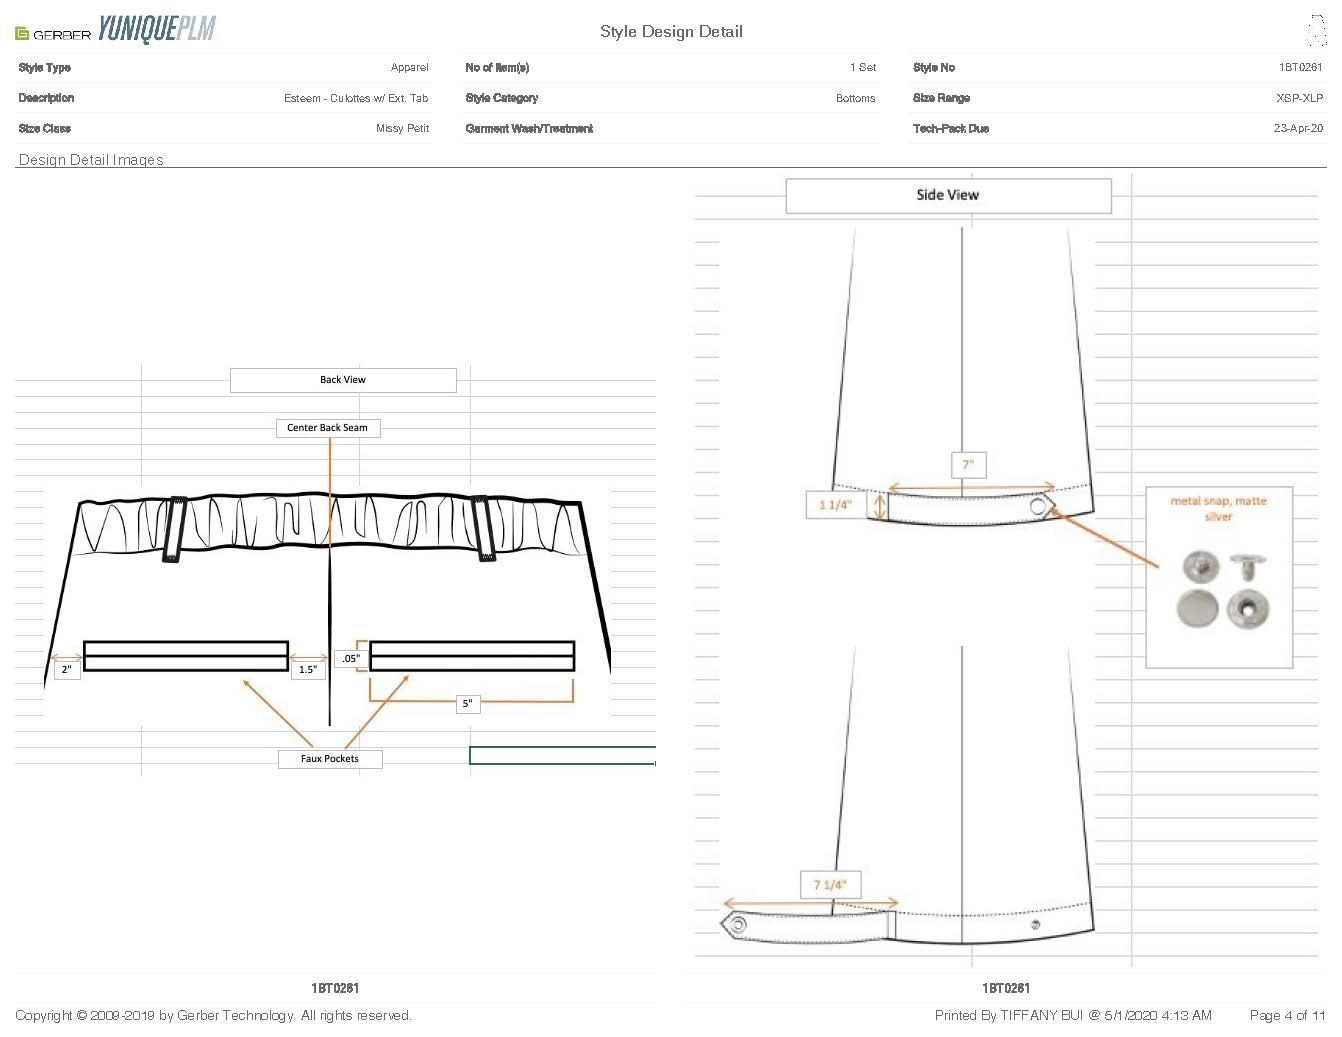 GERBER YUNIQUEPLM
Style Design Detail
Style Type Apparel
No of Item(s) 1 Set
Style No 1BT0261
Description Esteem - Culottes w/ Ext. Tab
Style Category Bottoms
Size Range XSP-XLP
Size Class Missy Petit
Garment Wash/Treatment
Tech-Pack Due 23-Apr-20
Design Detail Images
Back View
Center Back Seam
2"
1.5"
.05"
5"
Faux Pockets
Side View
7"
1 1/4"
metal snap, matte
silver
7 1/4"
1BT0261
1BT0261
Copyright © 2009-2019 by Gerber Technology. All rights reserved.
Printed By TIFFANY BUI @ 5/1/2020 4:13 AM
Page 4 of 11